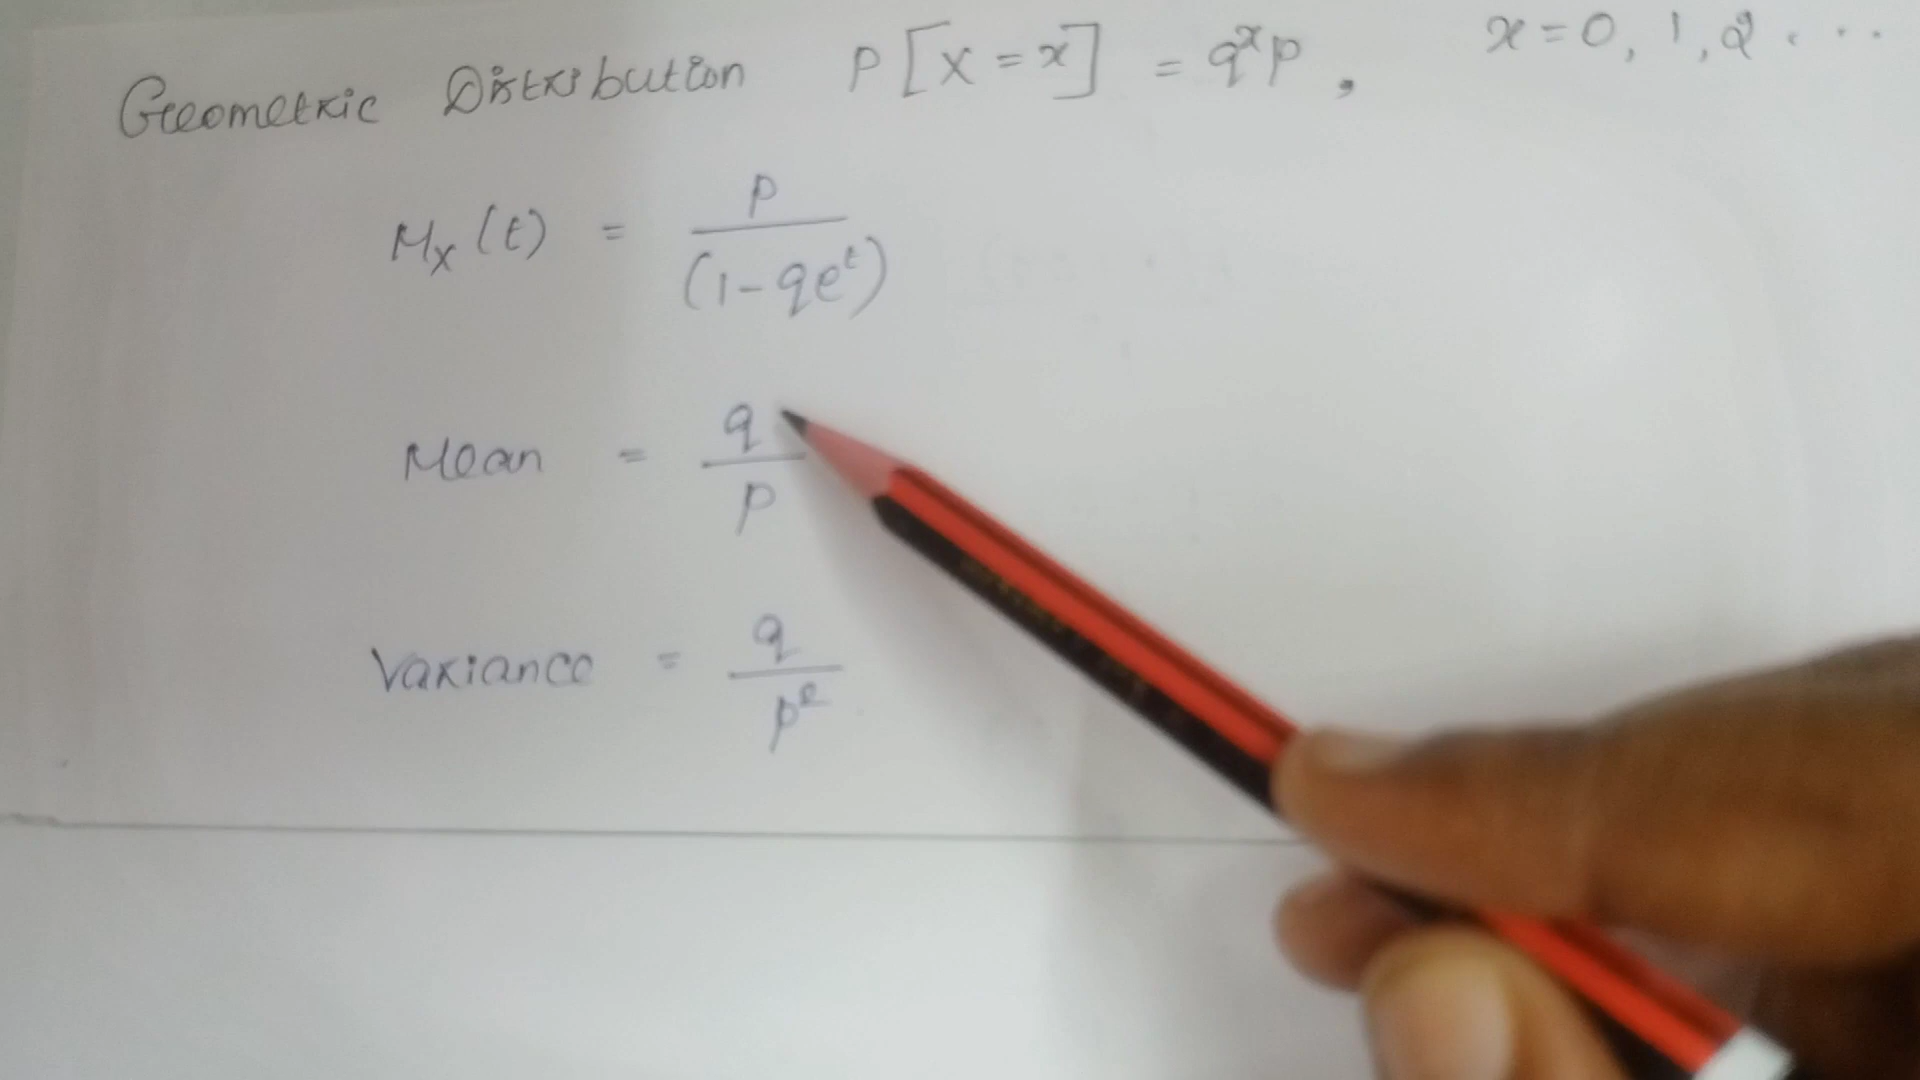 Geometric Distribution P[X = x] = q^x p, x = 0, 1, 2 . . .
M_X(t) = p / (1 - qe^t)
Mean = q / p
Variance = q / p^2